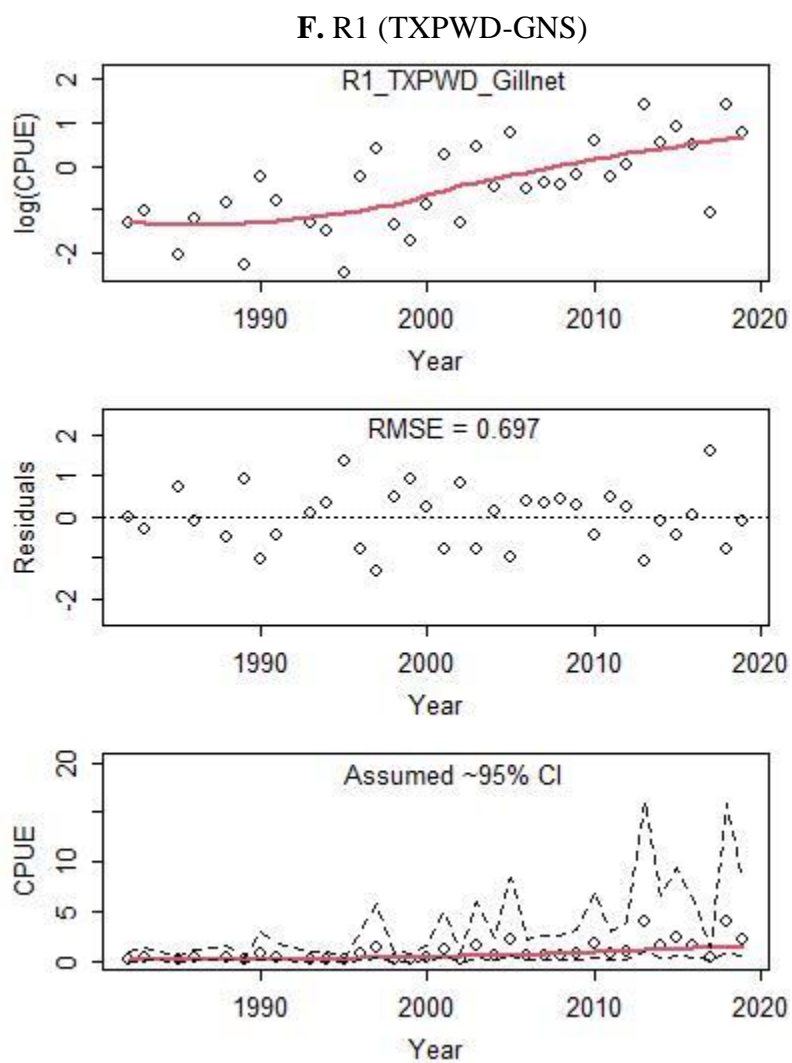 F. R1 (TXPWD-GNS)
R1_TXPWD_Gillnet
log(CPUE)
2
1
0
-2
1990
2000
2010
2020
Year
RMSE = 0.697
Residuals
2
1
0
-2
1990
2000
2010
2020
Year
Assumed ~95% CI
CPUE
20
10
5
0
1990
2000
2010
2020
Year